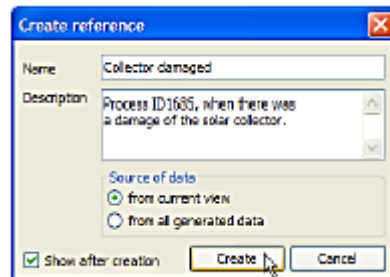 Create reference
Name Collector damaged
Description Process ID1685, when there was
a damage of the solar collector.
Source of data
from current view
from all generated data
Show after creation Create Cancel